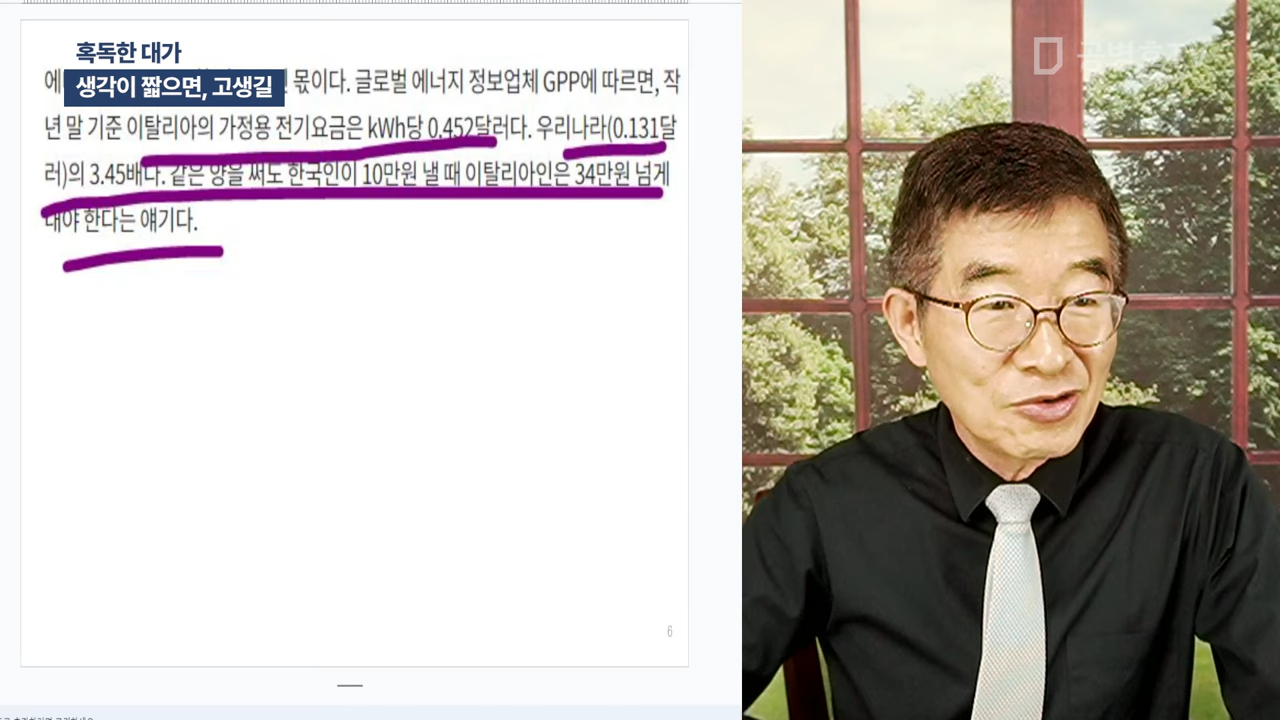 혹독한 대가
생각이 짧으면, 고생길
몫이다. 글로벌 에너지 정보업체 GPP에 따르면, 작
년 말 기준 이탈리아의 가정용 전기요금은 kWh당 0.452달러다. 우리나라(0.131달
러)의 3.45배다. 같은 양을 써도 한국인이 10만원 낼 때 이탈리아인은 34만원 넘게
내야 한다는 얘기다.
6